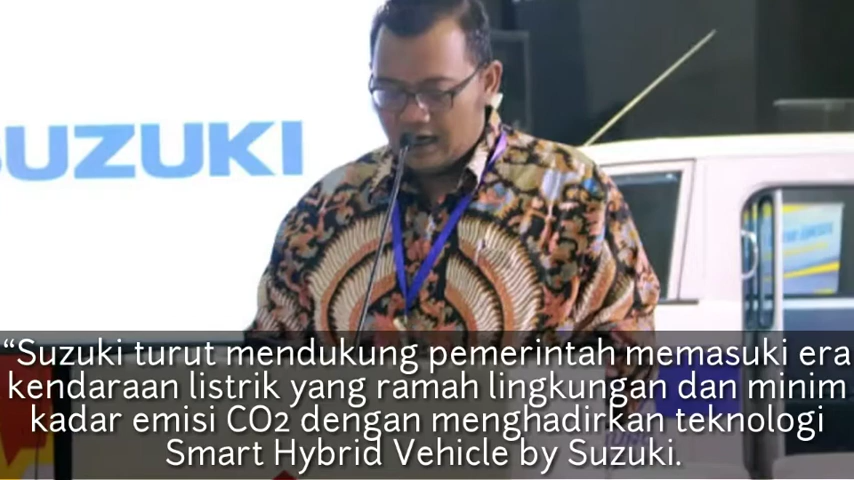 SUZUKI
“Suzuki turut mendukung pemerintah memasuki era
kendaraan listrik yang ramah lingkungan dan minim
kadar emisi CO2 dengan menghadirkan teknologi
Smart Hybrid Vehicle by Suzuki.